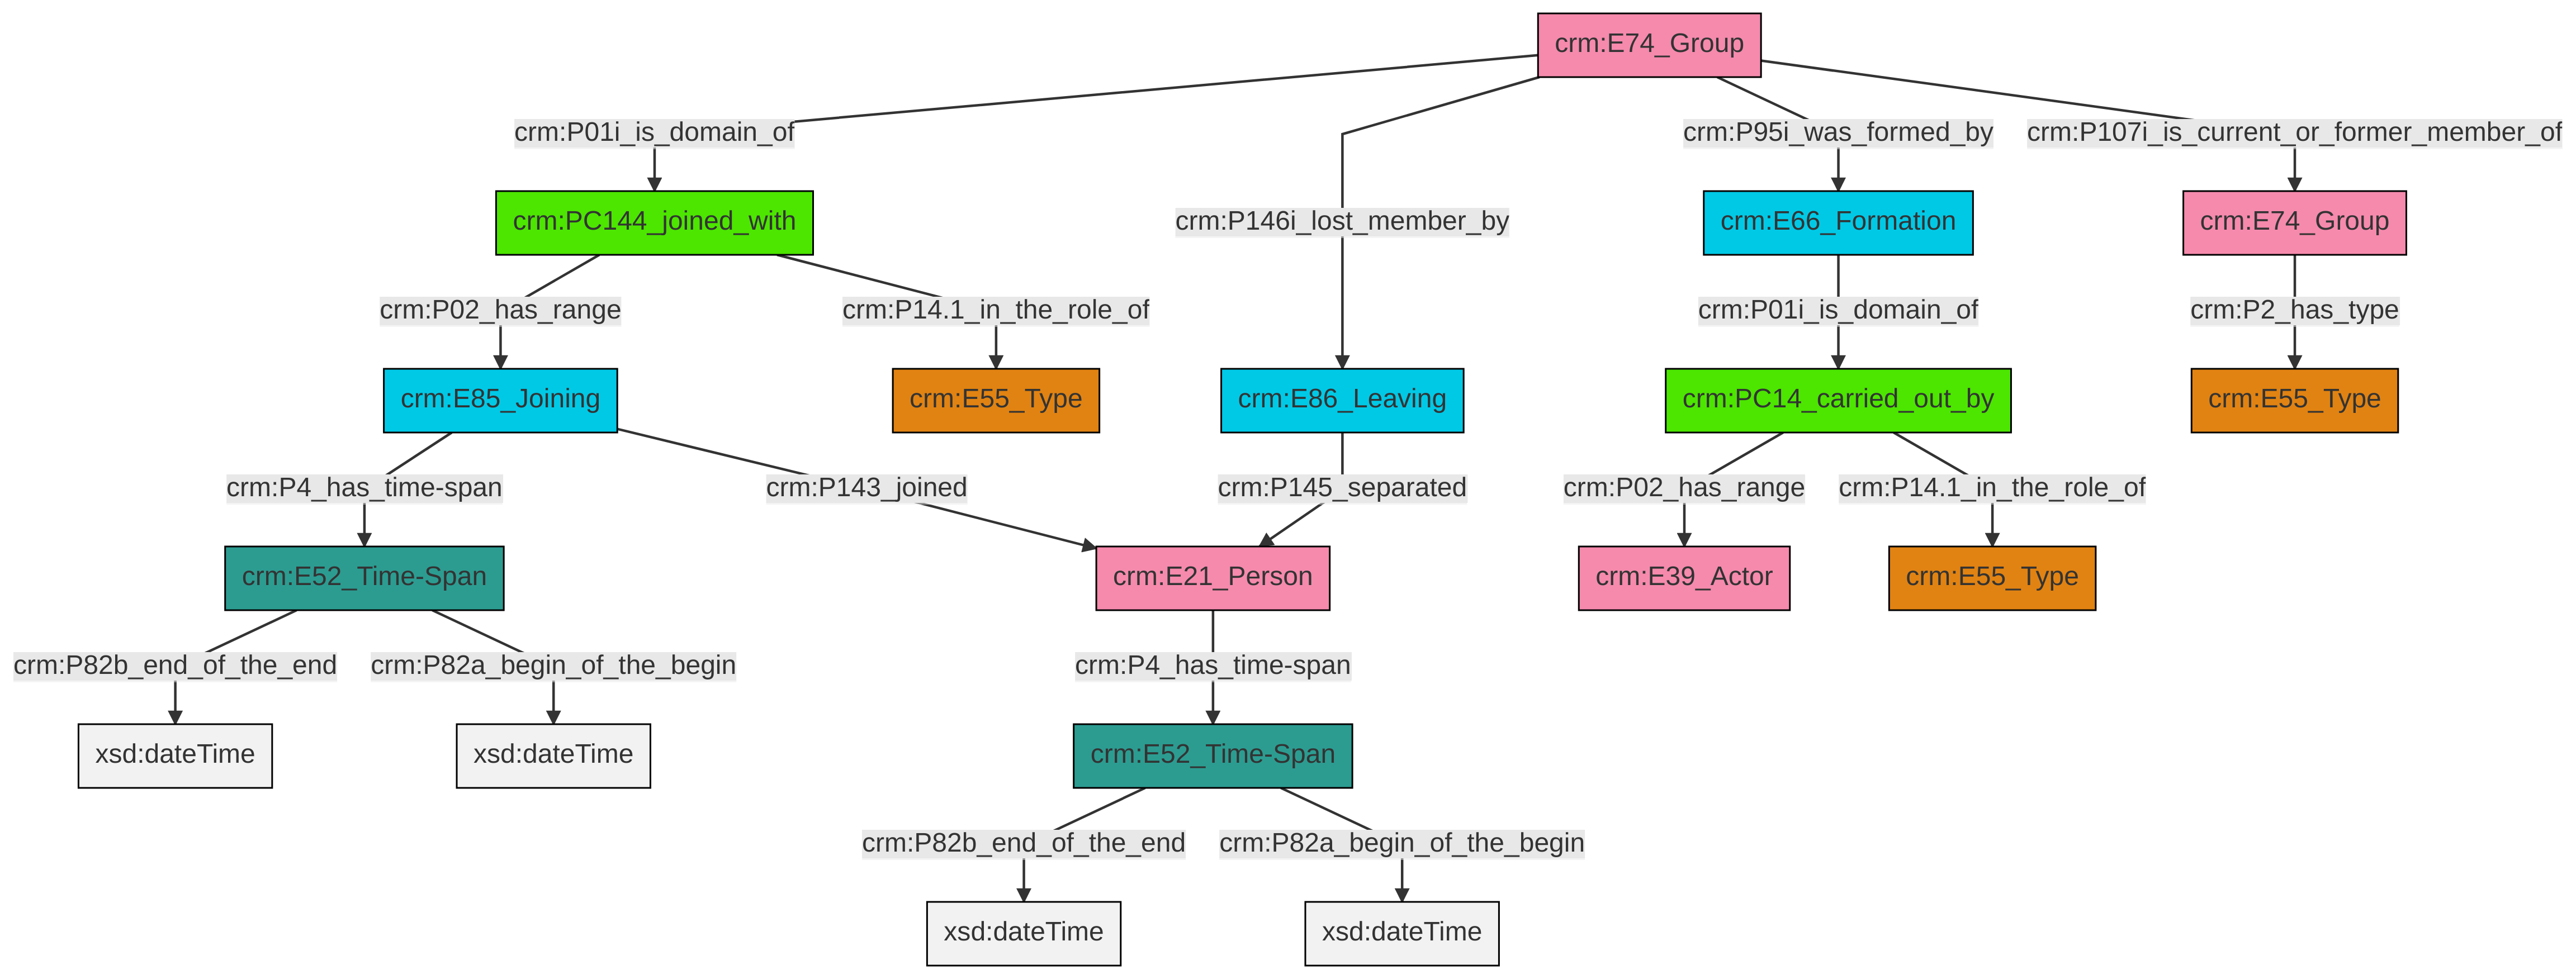 crm:E74_Group
crm:P01i_is_domain_of
crm:P95i_was_formed_by
crm:P107i_is_current_or_former_member_of
crm:PC144_joined_with
crm:P146i_lost_member_by
crm:E66_Formation
crm:E74_Group
crm:P02_has_range
crm:P14.1_in_the_role_of
crm:P01i_is_domain_of
crm:P2_has_type
crm:E85_Joining
crm:E55_Type
crm:E86_Leaving
crm:PC14_carried_out_by
crm:E55_Type
crm:P4_has_time-span
crm:P143_joined
crm:P145_separated
crm:P02_has_range
crm:P14.1_in_the_role_of
crm:E52_Time-Span
crm:E21_Person
crm:E39_Actor
crm:E55_Type
crm:P82b_end_of_the_end
crm:P82a_begin_of_the_begin
crm:P4_has_time-span
xsd:dateTime
xsd:dateTime
crm:E52_Time-Span
crm:P82b_end_of_the_end
crm:P82a_begin_of_the_begin
xsd:dateTime
xsd:dateTime